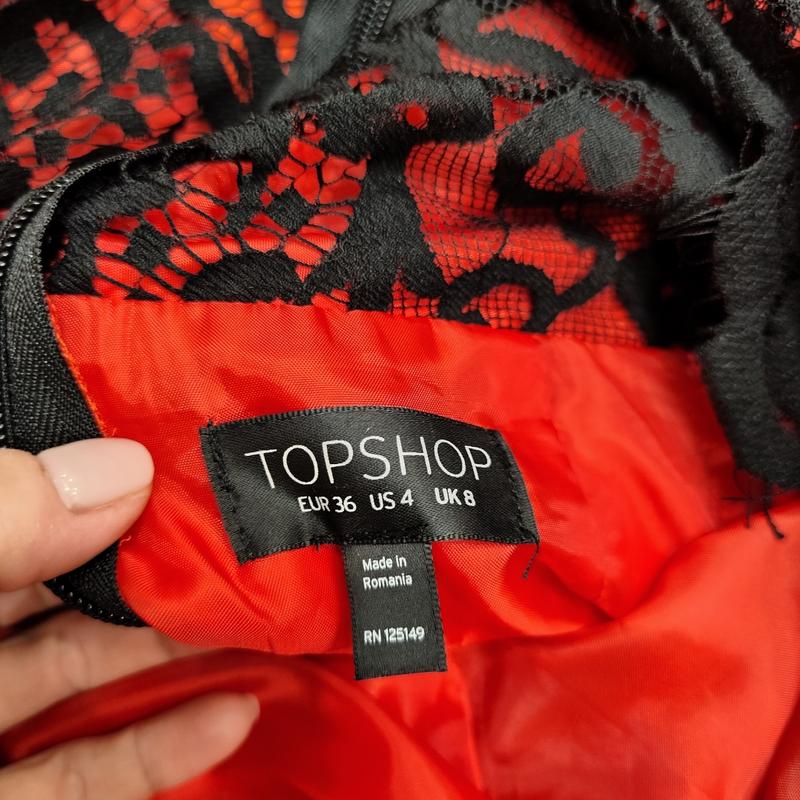 TOPSHOP
EUR 36 US 4 UK 8
Made in
Romania
RN 125149